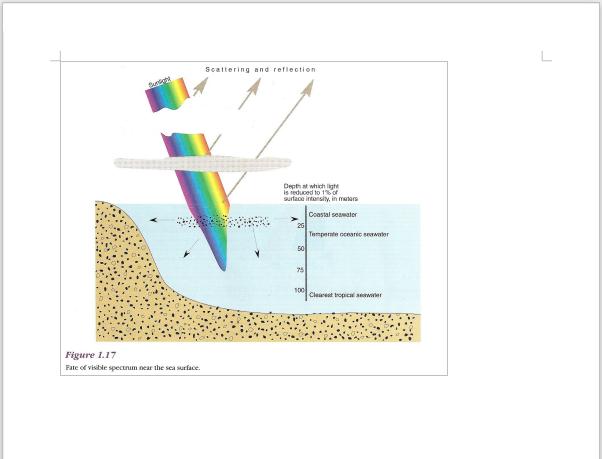 Scattering and reflection
Sunlight
Depth at which light
is reduced to 1% of
surface intensity, in meters
Coastal seawater
25
Temperate oceanic seawater
50
75
100
Clearest tropical seawater
Figure 1.17
Fate of visible spectrum near the sea surface.